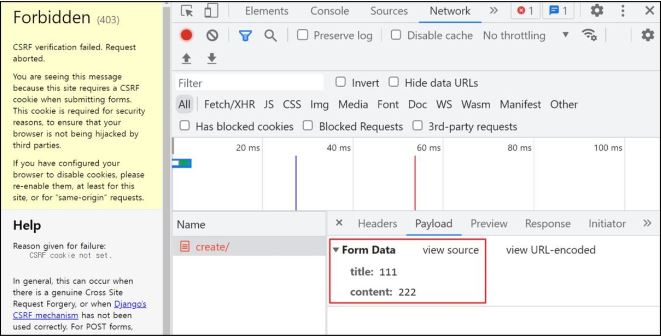 Forbidden (403)
CSRF verification failed. Request
aborted.
You are seeing this message
because this site requires a CSRF
cookie when submitting forms.
This cookie is required for security
reasons, to ensure that your
browser is not being hijacked by
third parties.
If you have configured your
browser to disable cookies, please
re-enable them, at least for this
site, or for “same-origin” requests.
Help
Reason given for failure:
CSRF cookie not set.
In general, this can occur when
there is a genuine Cross Site
Request Forgery, or when Django's
CSRF mechanism has not been
used correctly. For POST forms,
Elements Console Sources Network » 1 1
Preserve log Disable cache No throttling
Filter Invert Hide data URLs
All Fetch/XHR JS CSS Img Media Font Doc WS Wasm Manifest Other
Has blocked cookies Blocked Requests 3rd-party requests
20 ms 40 ms 60 ms 80 ms 100 ms
Name
create/
× Headers Payload Preview Response Initiator »
Form Data view source view URL-encoded
title: 111
content: 222